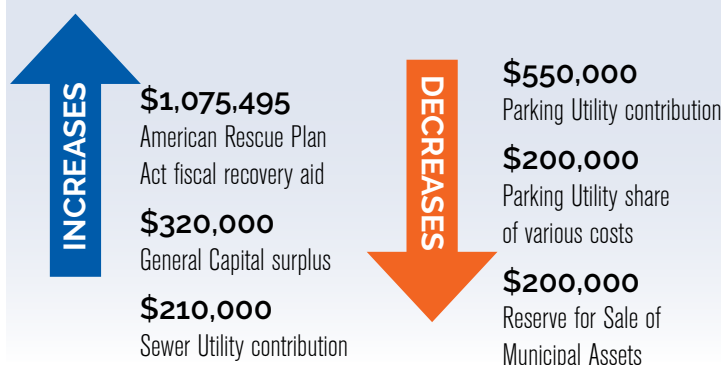 INCREASES
$1,075,495
American Rescue Plan
Act fiscal recovery aid
$320,000
General Capital surplus
$210,000
Sewer Utility contribution
DECREASES
$550,000
Parking Utility contribution
$200,000
Parking Utility share
of various costs
$200,000
Reserve for Sale of
Municipal Assets